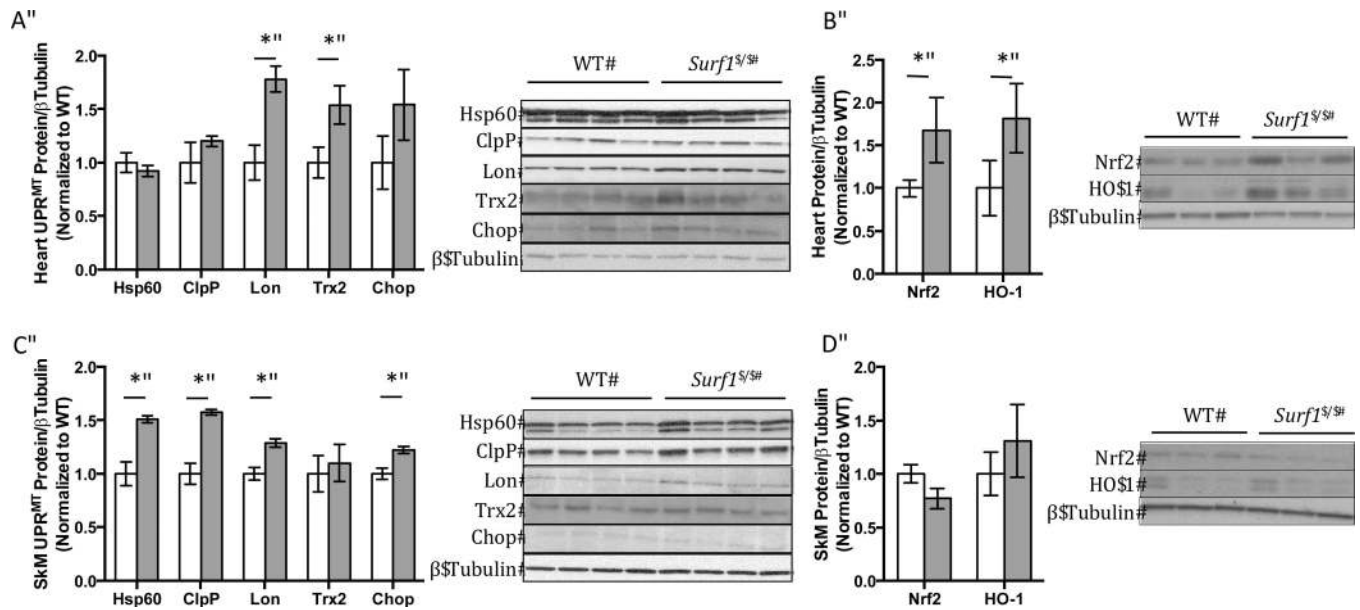 A"
Heart UPRMT Protein/βTubulin
(Normalized to WT)
2.0
1.5
1.0
0.5
0.0
*"
*"
Hsp60 ClpP Lon Trx2 Chop
WT# Surf1$/$#
Hsp60#
ClpP#
Lon#
Trx2#
Chop#
β$Tubulin#
B"
Heart Protein/βTubulin
(Normalized to WT)
2.5
2.0
1.5
1.0
0.5
0.0
*"
*"
Nrf2 HO-1
WT# Surf1$/$#
Nrf2#
HO$1#
β$Tubulin#
C"
SkM UPRMT Protein/βTubulin
(Normalized to WT)
2.0
1.5
1.0
0.5
0.0
*"
*"
*"
*"
Hsp60 ClpP Lon Trx2 Chop
WT# Surf1$/$#
Hsp60#
ClpP#
Lon#
Trx2#
Chop#
β$Tubulin#
D"
SkM Protein/βTubulin
(Normalized to WT)
2.0
1.5
1.0
0.5
0.0
Nrf2 HO-1
WT# Surf1$/$#
Nrf2#
HO$1#
β$Tubulin#